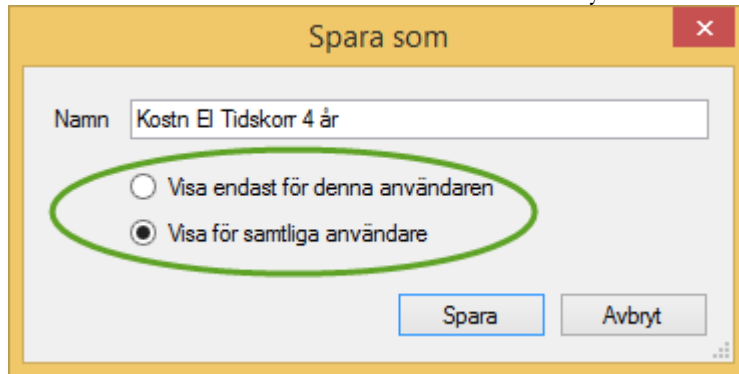 Spara som
Namn Kostn El Tidskorr 4 år
Visa endast för denna användaren
Visa för samtliga användare
Spara Avbryt